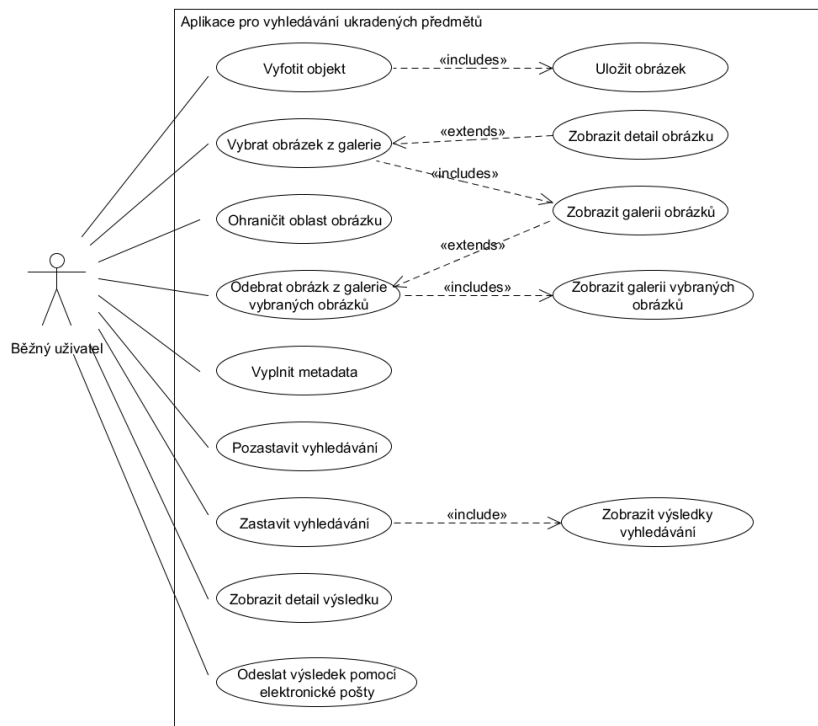 Aplikace pro vyhledávání ukradených předmětů
Vyfotit objekt
«includes»
Uložit obrázek
Vybrat obrázek z galerie
«extends»
Zobrazit detail obrázku
«includes»
Ohraničit oblast obrázku
Zobrazit galerii obrázků
«extends»
Odebrat obrázk z galerie
vybraných obrázků
«includes»
Zobrazit galerii vybraných
obrázků
Běžný uživatel
Vyplnit metadata
Pozastavit vyhledávání
Zastavit vyhledávání
«include»
Zobrazit výsledky
vyhledávání
Zobrazit detail výsledku
Odeslat výsledek pomocí
elektronické pošty